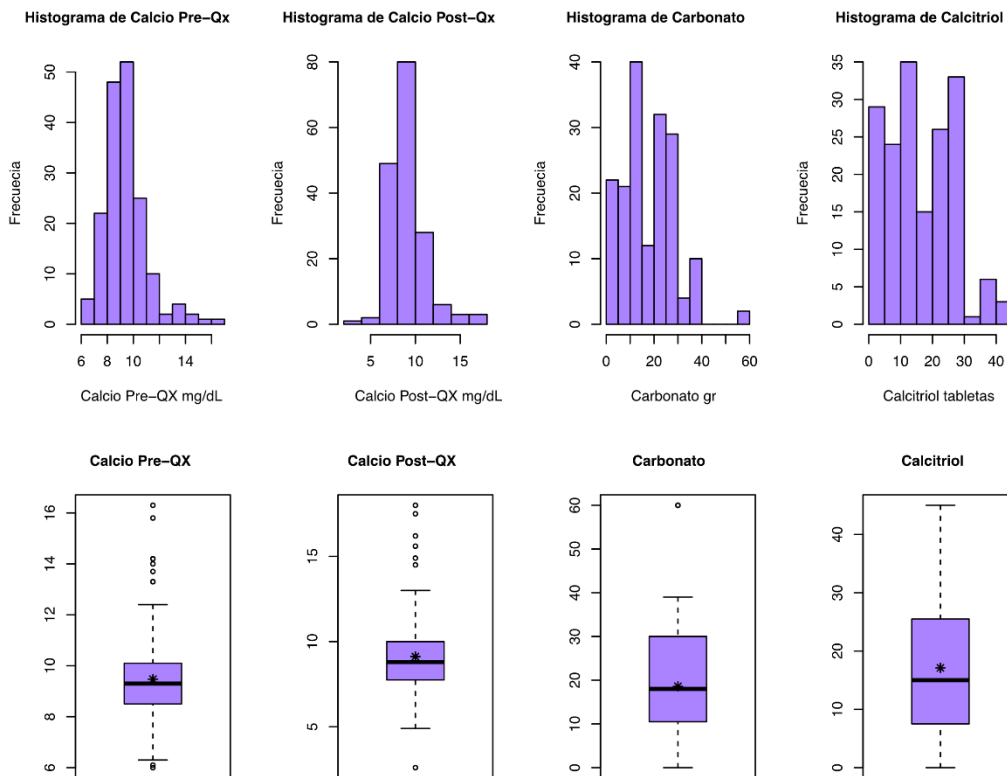 Histograma de Calcio Pre−Qx
Histograma de Calcio Post−Qx
Histograma de Carbonato
Histograma de Calcitriol
Frecuecia
0 10 20 30 40 50
6 8 10 14
Calcio Pre−QX mg/dL
Frecuecia
0 20 40 60 80
5 10 15
Calcio Post−QX mg/dL
Frecuecia
0 10 20 30 40
0 20 40 60
Carbonato gr
Frecuecia
0 5 10 15 15 20 25 30 35
0 10 20 30 40
Calcitriol tabletas
Calcio Pre−QX
Calcio Post−QX
Carbonato
Calcitriol
6 8 10 12 14 16
5 10 15
0 10 20 30 40 50 60
0 10 20 30 40